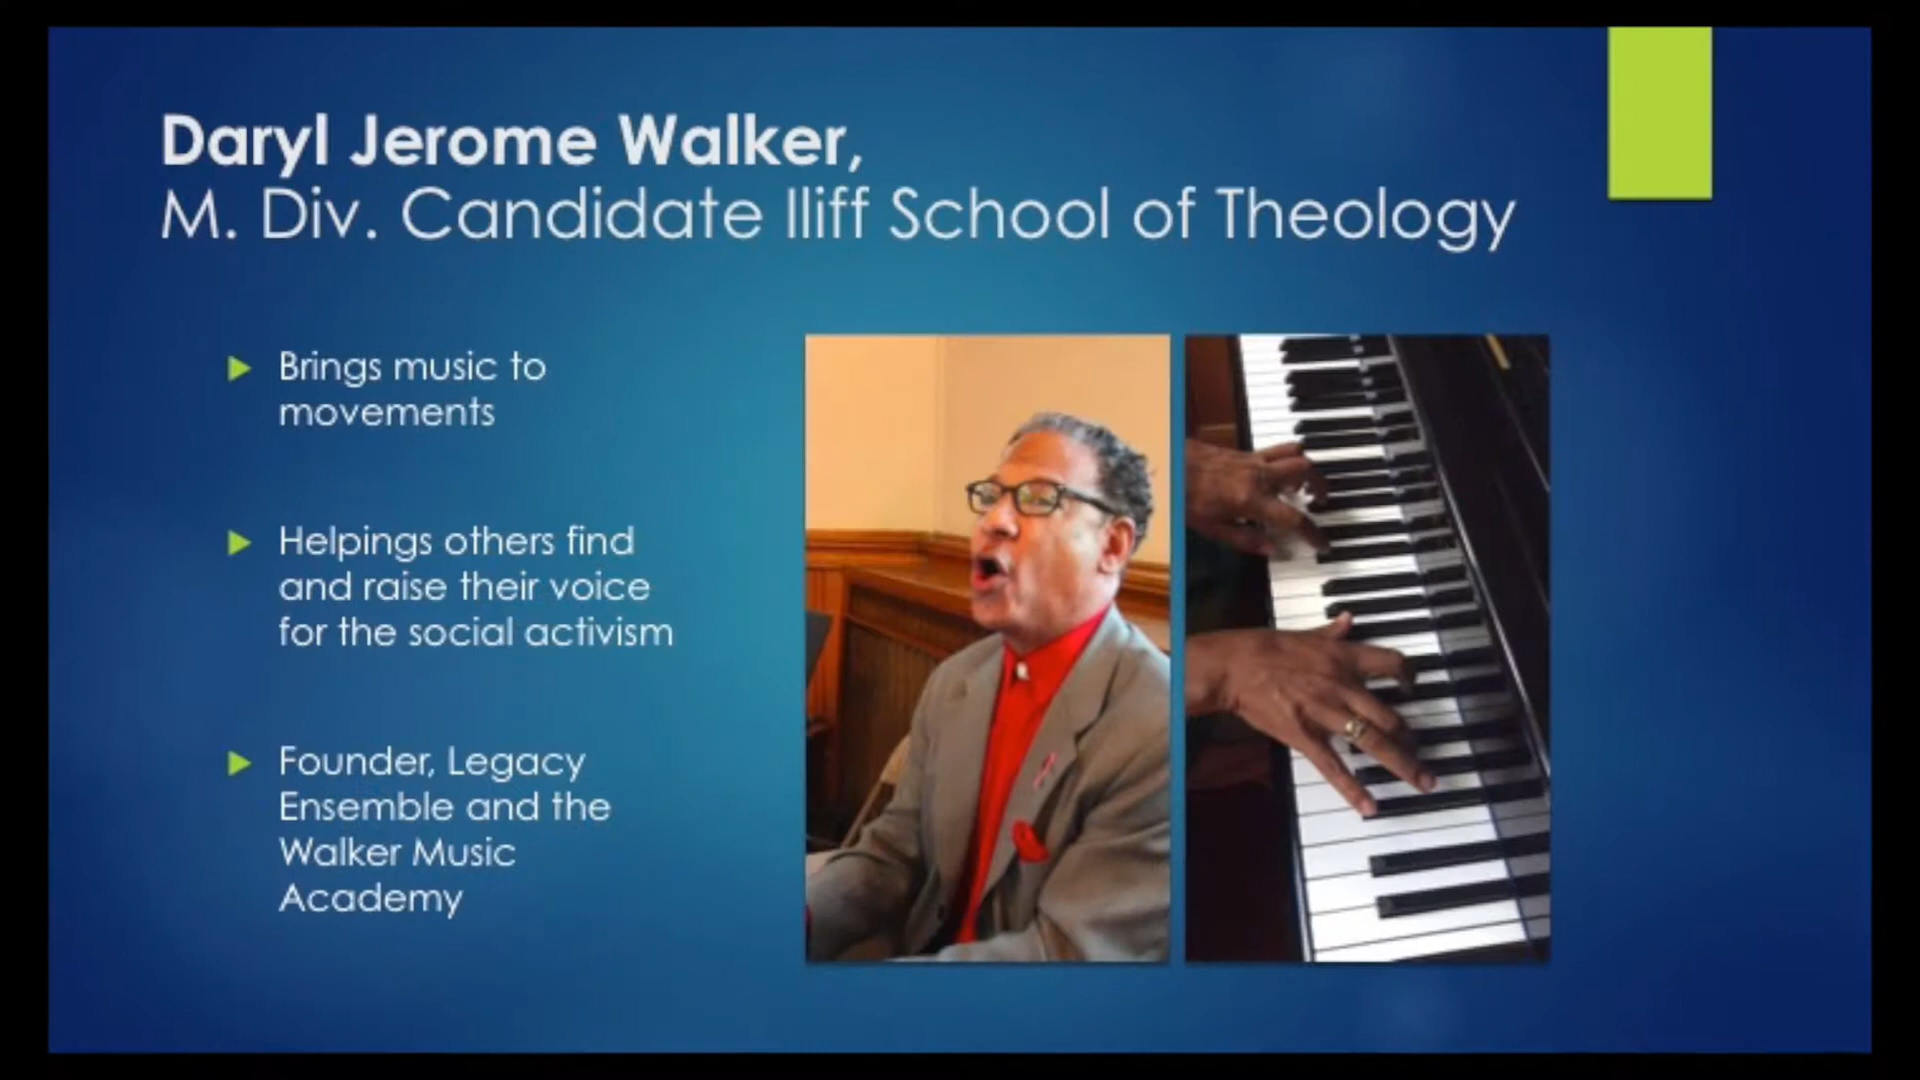 Daryl Jerome Walker,
M. Div. Candidate Iliff School of Theology
Brings music to
movements
Helpings others find
and raise their voice
for the social activism
Founder, Legacy
Ensemble and the
Walker Music
Academy